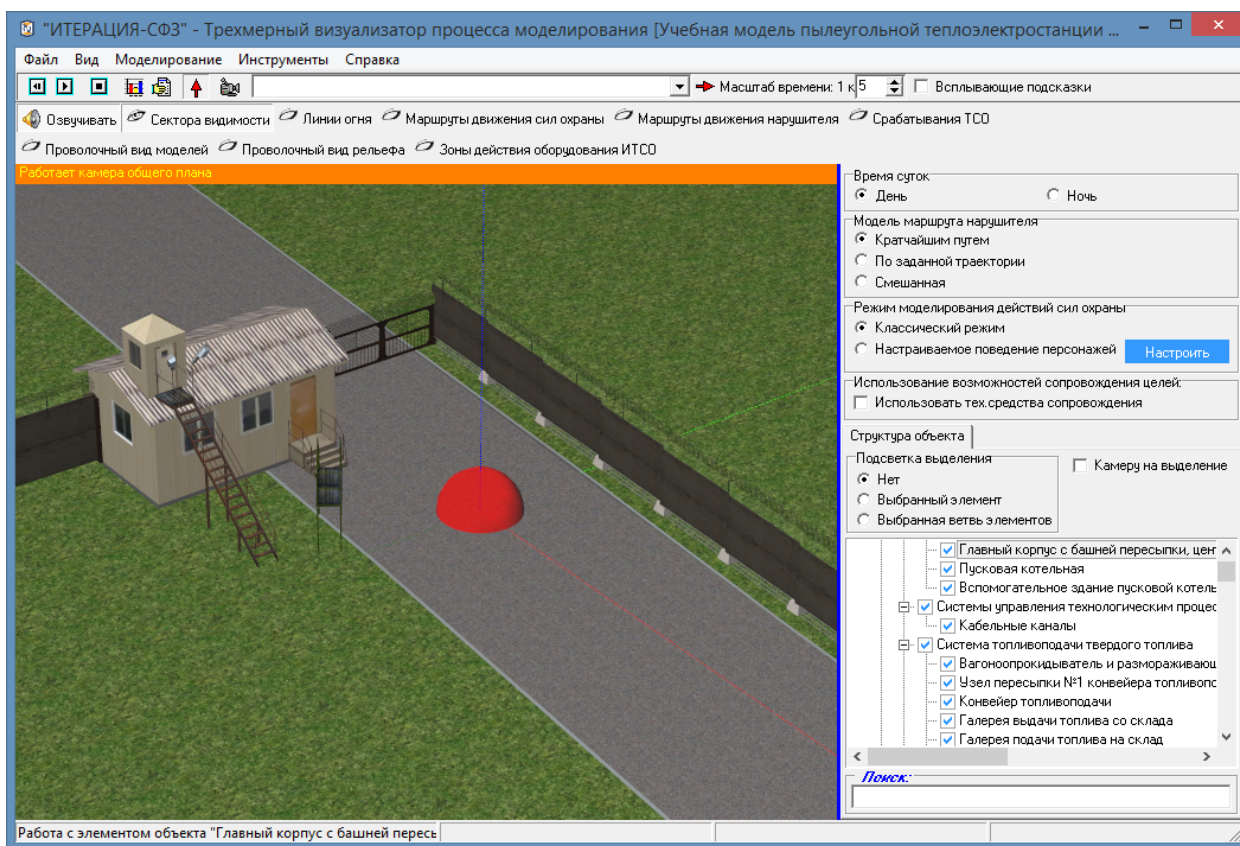 "ИТЕРАЦИЯ-СФЗ" - Трехмерный визуализатор процесса моделирования [Учебная модель пылеугольной теплоэлектростанции ...
Файл Вид Моделирование Инструменты Справка
Масштаб времени: 1 к 5 Всплывающие подсказки
Озвучивать Сектора видимости Линии огня Маршруты движения сил охраны Маршруты движения нарушителя Срабатывания ТСО
Проволочный вид моделей Проволочный вид рельефа Зоны действия оборудования ИТСО
Работает камера общего плана
Время суток
День Ночь
Модель маршрута нарушителя
Кратчайшим путем
По заданной траектории
Смешанная
Режим моделирования действий сил охраны
Классический режим
Настраиваемое поведение персонажей Настроить
Использование возможностей сопровождения целей:
Использовать тех.средства сопровождения
Структура объекта
Подсветка выделения
Камеру на выделение
Нет
Выбранный элемент
Выбранная ветвь элементов
Главный корпус с башней пересыпки, цен
Пусковая котельная
Вспомогательное здание пусковой котель
Системы управления технологическим процес
Кабельные каналы
Система топливоподачи твердого топлива
Вагоноопрокидыватель и размораживающ
Узел пересыпки №1 конвейера топливопо
Конвейер топливоподачи
Галерея выдачи топлива со склада
Галерея подачи топлива на склад
Поиск:
Работа с элементом объекта "Главный корпус с башней пересы